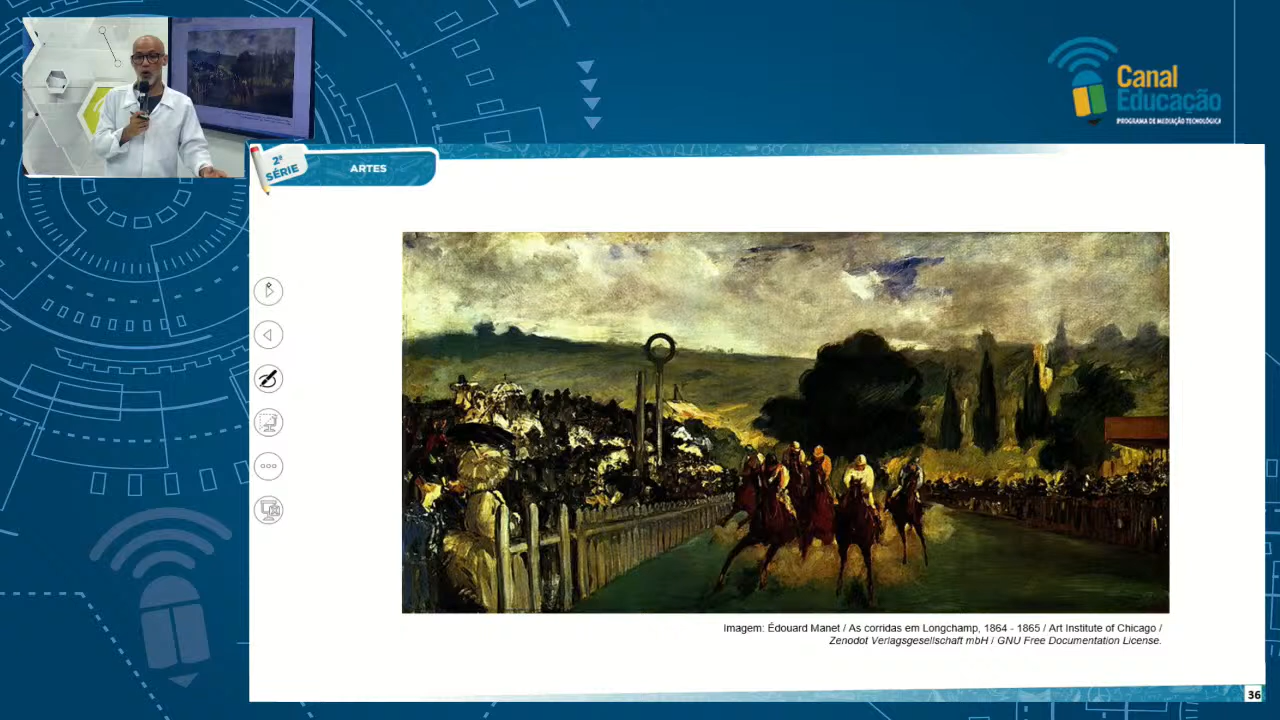 Canal
Educação
PROGRAMA DE MEDIAÇÃO TECNOLÓGICA
2ª
SÉRIE
ARTES
Imagem: Édouard Manet / As corridas em Longchamp, 1864 - 1865 / Art Institute of Chicago /
Zenodot Verlagsgesellschaft mbH / GNU Free Documentation License.
36